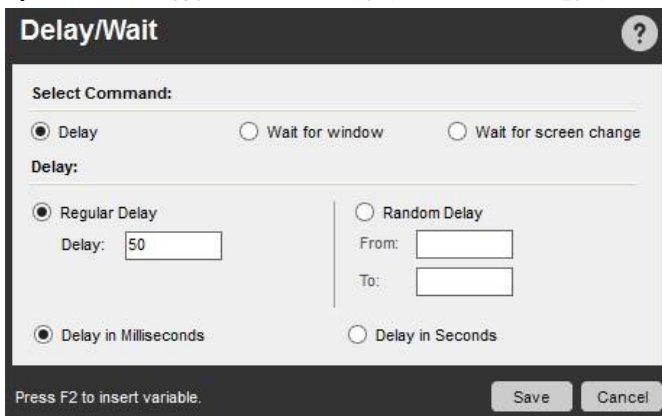 Delay/Wait
?
Select Command:
Delay Wait for window Wait for screen change
Delay:
Regular Delay Random Delay
Delay: 50 From:
To:
Delay in Milliseconds Delay in Seconds
Press F2 to insert variable. Save Cancel